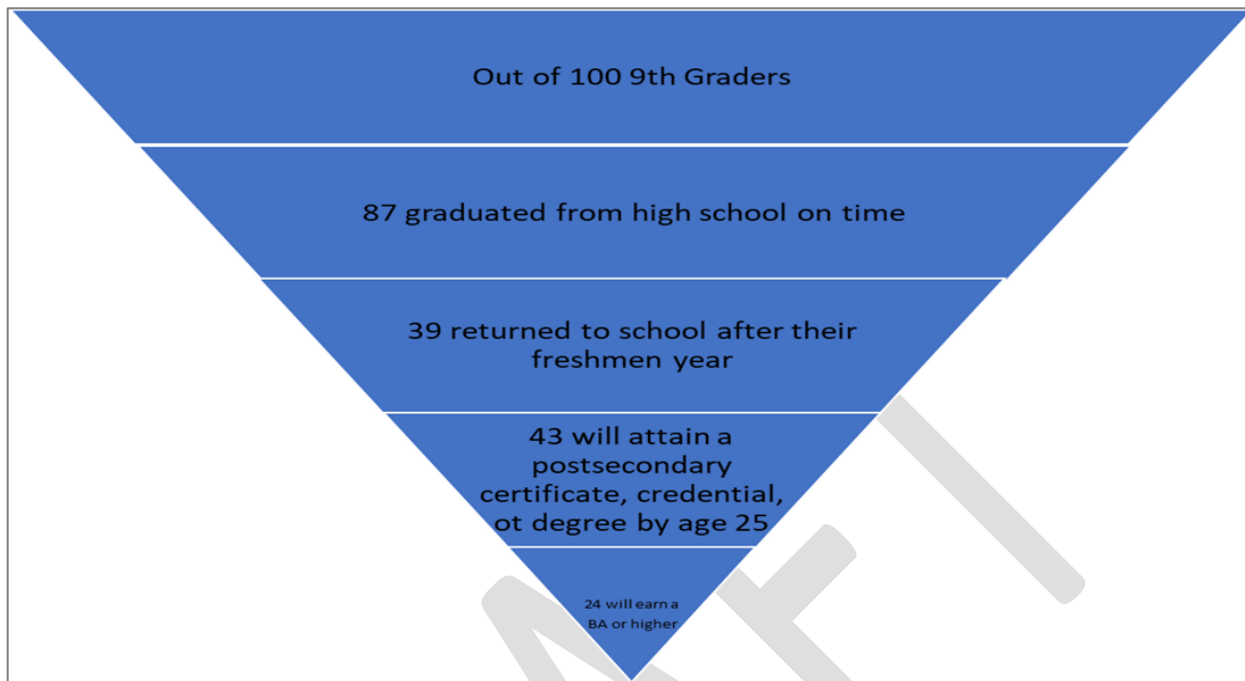 Out of 100 9th Graders
87 graduated from high school on time
39 returned to school after their
freshmen year
43 will attain a
postsecondary
certificate, credential,
ot degree by age 25
24 will earn a
BA or higher